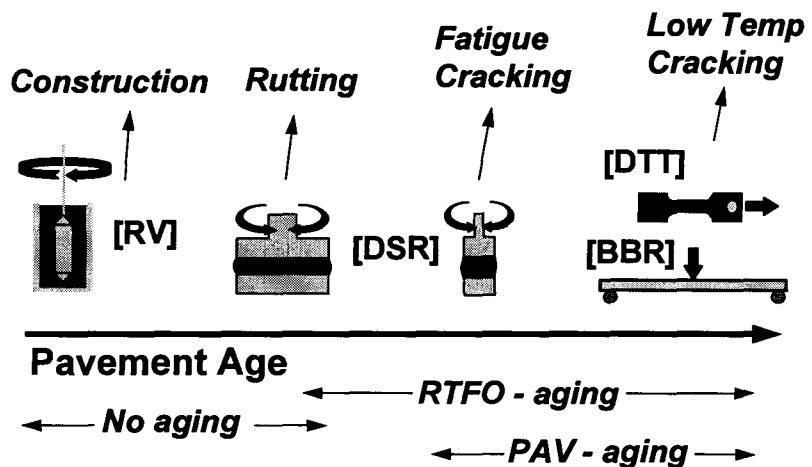 Construction
Rutting
Fatigue
Cracking
Low Temp
Cracking
[RV]
[DSR]
[DTT]
[BBR]
Pavement Age
No aging
RTFO - aging
PAV - aging